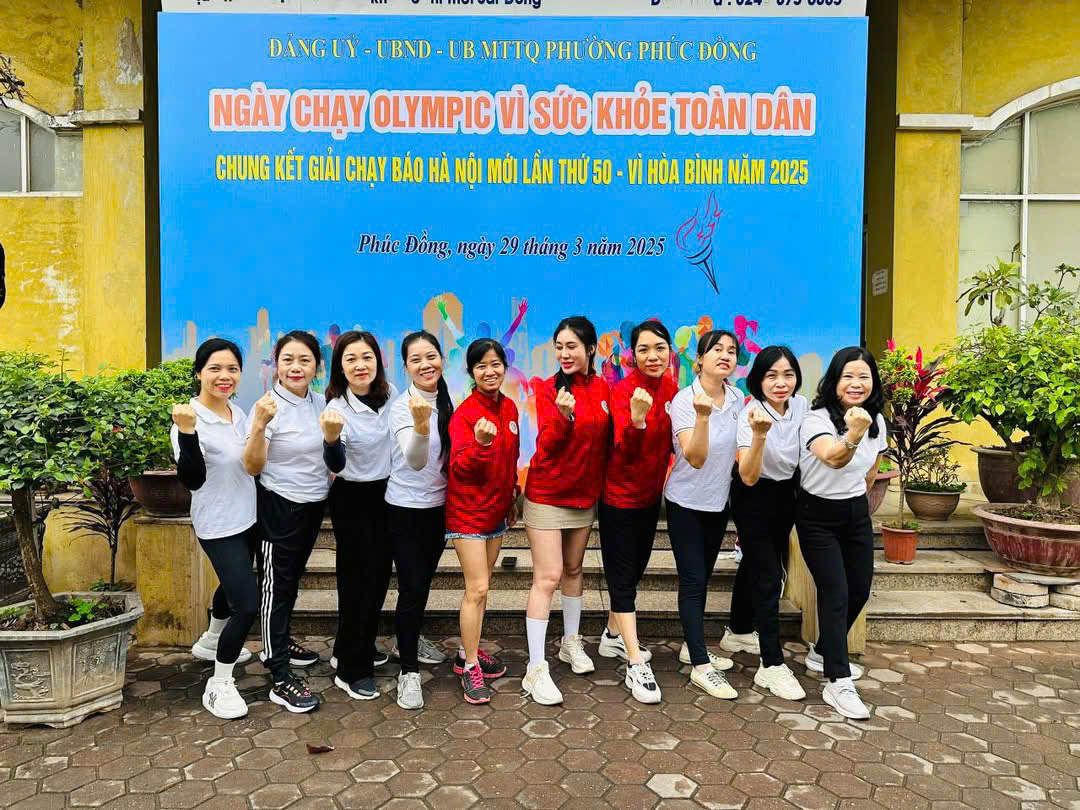 ĐẢNG UỶ - UBND - UB MTTQ PHƯỜNG PHÚC ĐỒNG
NGÀY CHẠY OLYMPIC VÌ SỨC KHỎE TOÀN DÂN
CHUNG KẾT GIẢI CHẠY BÁO HÀ NỘI MỚI LẦN THỨ 50 - VÌ HÒA BÌNH NĂM 2025
Phúc Đồng, ngày 29 tháng 3 năm 2025